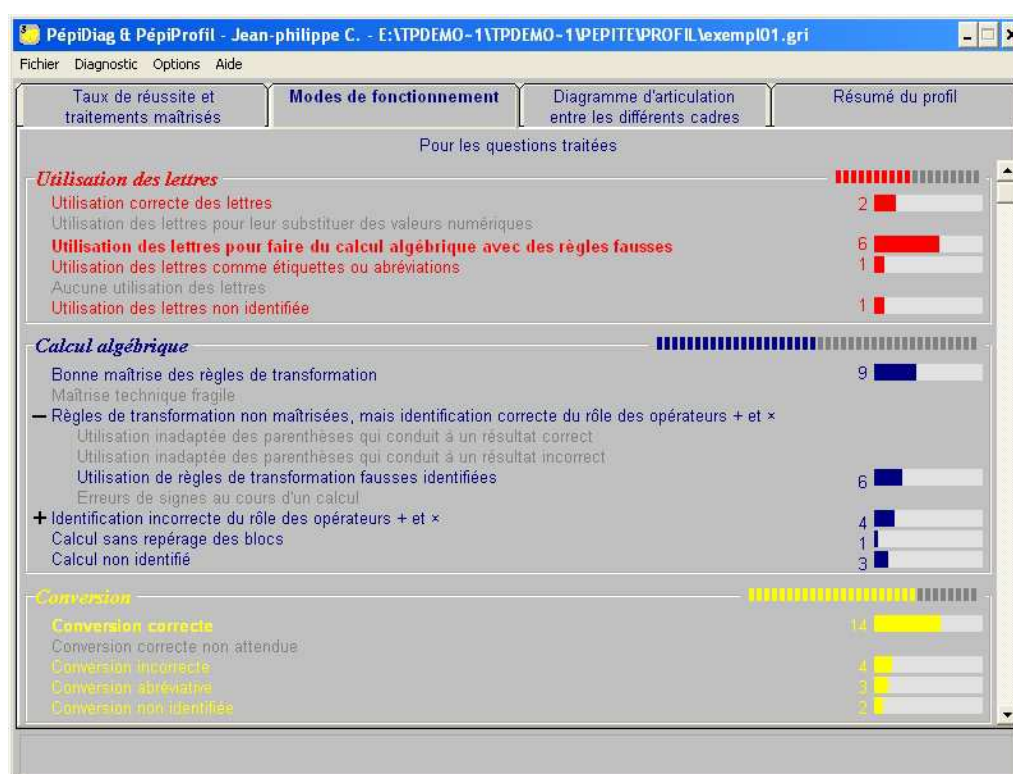 PépiDiag & PépiProfil - Jean-philippe C. - E:\TPDEMO~1\TPDEMO~1\PEPITE\PROFIL\exempl01.gri
Fichier Diagnostic Options Aide
Taux de réussite et traitements maîtrisés
Modes de fonctionnement
Diagramme d'articulation entre les différents cadres
Résumé du profil
Pour les questions traitées
Utilisation des lettres
Utilisation correcte des lettres 2
Utilisation des lettres pour leur substituer des valeurs numériques
Utilisation des lettres pour faire du calcul algébrique avec des règles fausses 6
Utilisation des lettres comme étiquettes ou abréviations 1
Aucune utilisation des lettres
Utilisation des lettres non identifiée 1
Calcul algébrique
Bonne maîtrise des règles de transformation 9
Maîtrise technique fragile
− Règles de transformation non maîtrisées, mais identification correcte du rôle des opérateurs + et ×
Utilisation inadaptée des parenthèses qui conduit à un résultat correct
Utilisation inadaptée des parenthèses qui conduit à un résultat incorrect
Utilisation de règles de transformation fausses identifiées 6
Erreurs de signes au cours d'un calcul
+ Identification incorrecte du rôle des opérateurs + et × 4
Calcul sans repérage des blocs 1
Calcul non identifié 3
Conversion
Conversion correcte 14
Conversion correcte non attendue
Conversion incorrecte 4
Conversion abréviative 3
Conversion non identifiée 2